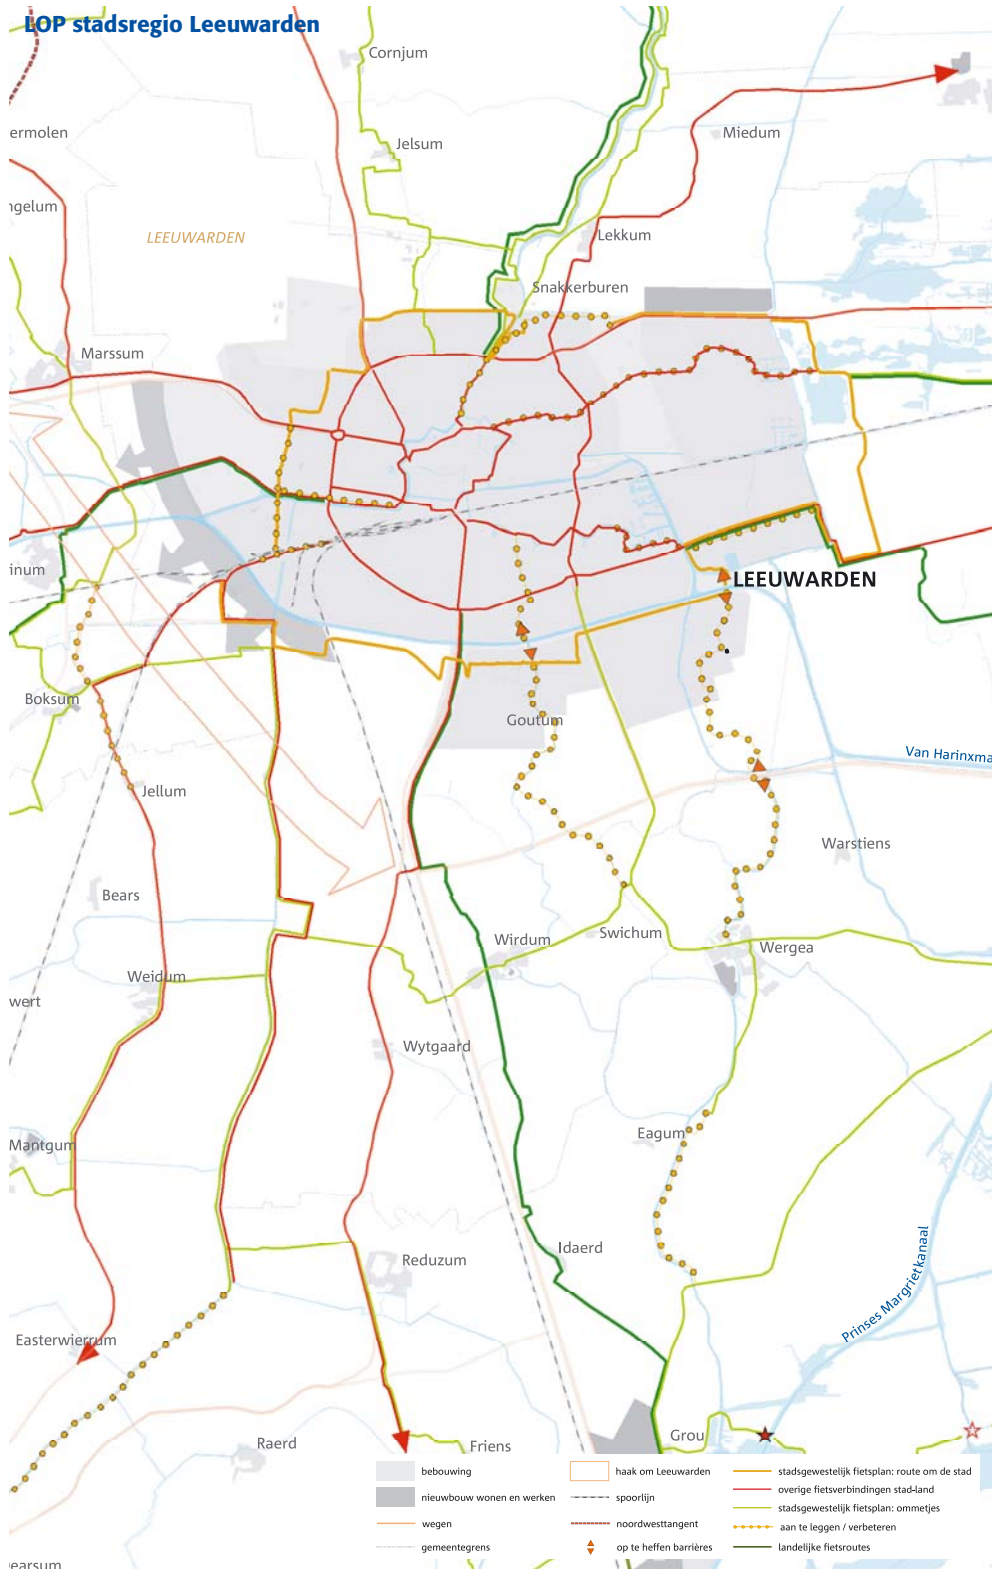 LOP stadsregio Leeuwarden
Cornjum
ermolen
Miedum
Jelsum
ngelum
LEEUWARDEN
Lekkum
Snakkerburen
Marssum
inum
LEEUWARDEN
Boksum
Goutum
Van Harinxma
Jellum
Warstiens
Bears
Wirdum
Swichum
Wergea
Weidum
wert
Wytgaard
Eagum
Mantgum
Idaerd
Reduzum
Prinses Margrietkanaal
Easterwierrum
Grou
Raerd
Friens
bebouwing
nieuwbouw wonen en werken
wegen
gemeentegrens
haak om Leeuwarden
spoorlijn
noordwesttangent
op te heffen barrières
stadsgewestelijk fietsplan: route om de stad
overige fietsverbindingen stad-land
stadsgewestelijk fietsplan: ommetjes
aan te leggen / verbeteren
landelijke fietsroutes
earsum